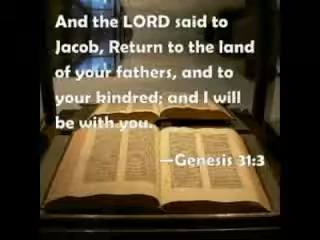 And the LORD said to
Jacob, Return to the land
of your fathers, and to
your kindred; and I will
be with you.
—Genesis 31:3